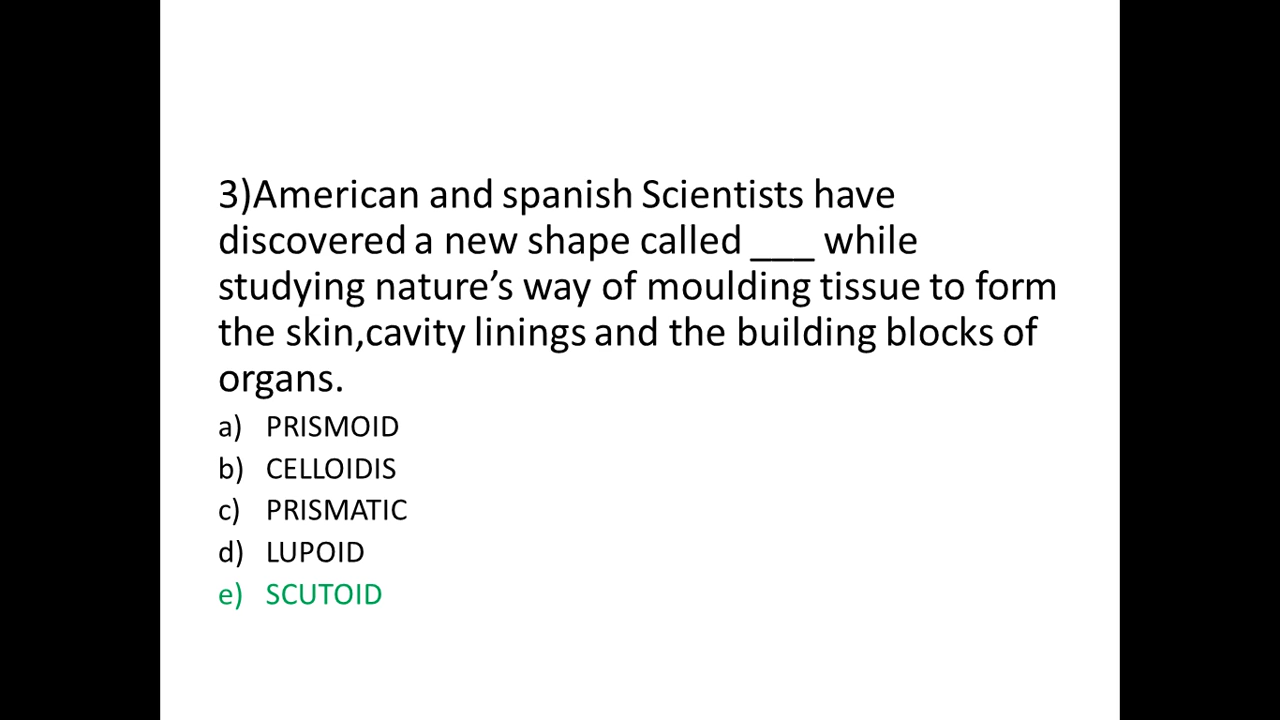 3)American and spanish Scientists have
discovered a new shape called ___ while
studying nature’s way of moulding tissue to form
the skin,cavity linings and the building blocks of
organs.
a) PRISMOID
b) CELLOIDIS
c) PRISMATIC
d) LUPOID
e) SCUTOID